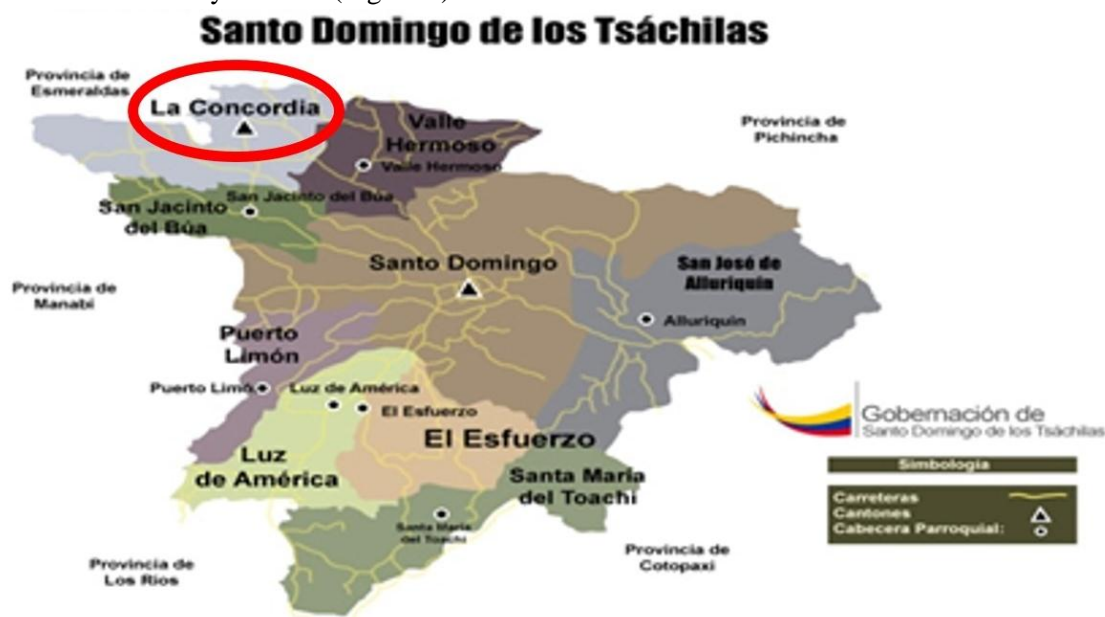 Santo Domingo de los Tsáchilas
Provincia de
Esmeraldas
La Concordia
Valle
Hermoso
Valle Hermoso
Provincia de
Pichincha
San Jacinto
del Búa
San Jacinto del Búa
Santo Domingo
San José de
Alluriquín
Alluriquín
Provincia de
Manabí
Puerto
Limón
Puerto Limó
Luz de América
El Esfuerzo
El Esfuerzo
Luz
de América
Santa María
del Toachi
Santa María
del Toachi
Provincia de
Los Ríos
Provincia de
Cotopaxi
Gobernación de
Santo Domingo de los Tsáchilas
Simbología
Carreteras
Cantones
Cabecera Parroquial: